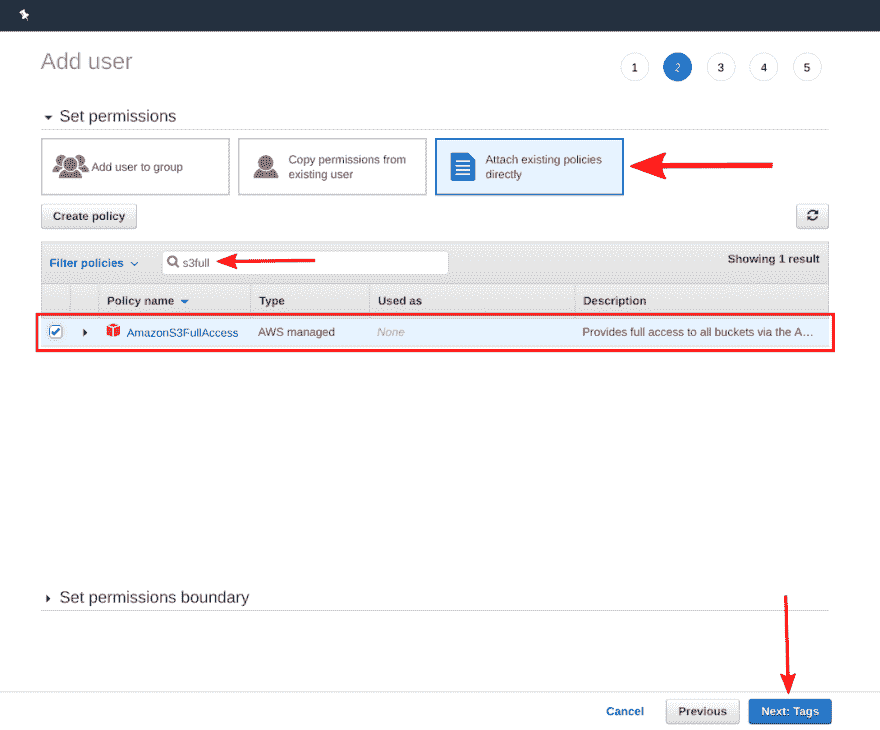 Add user
1 2 3 4 5
Set permissions
Add user to group
Copy permissions from
existing user
Attach existing policies
directly
Create policy
Filter policies
s3full
Showing 1 result
Policy name Type Used as Description
AmazonS3FullAccess AWS managed None Provides full access to all buckets via the A...
Set permissions boundary
Cancel Previous Next: Tags